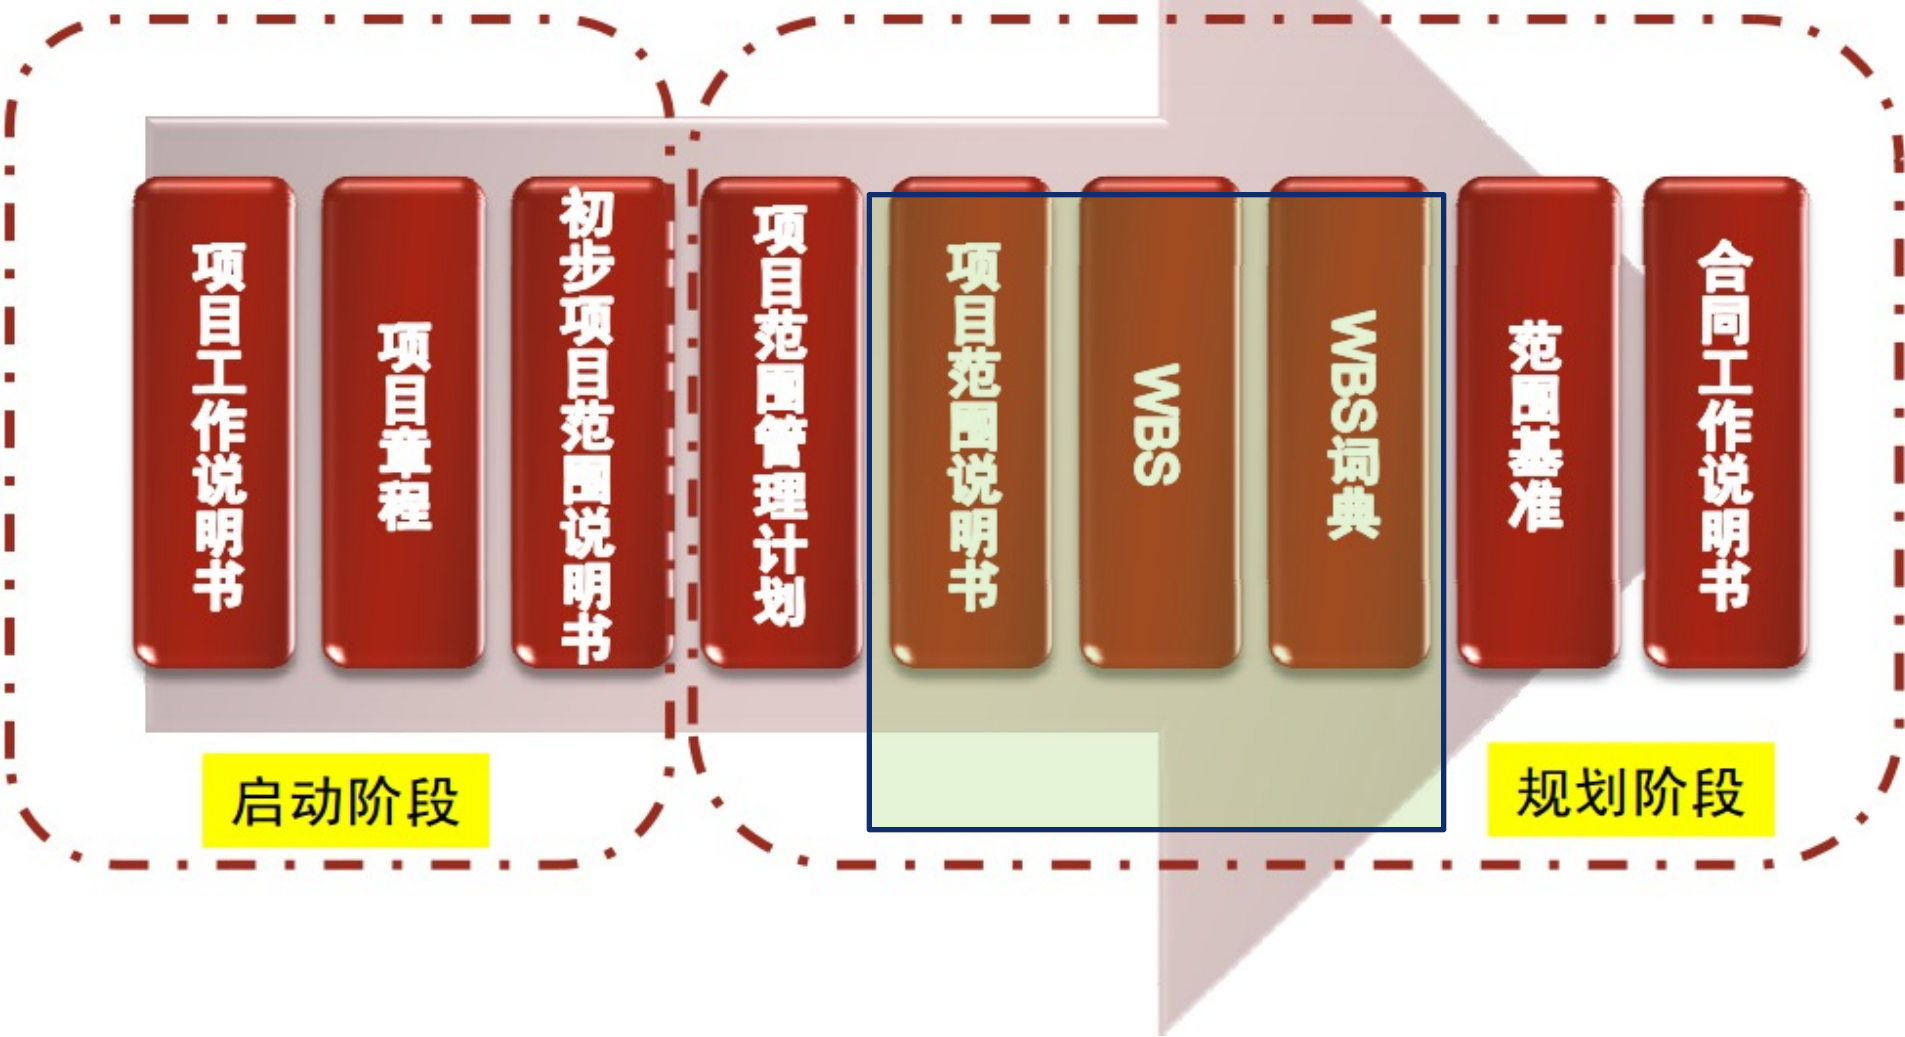 项目工作说明书
项目章程
初步项目范围说明书
项目范围管理计划
项目范围说明书
WBS
WBS词典
范围基准
合同工作说明书
启动阶段
规划阶段